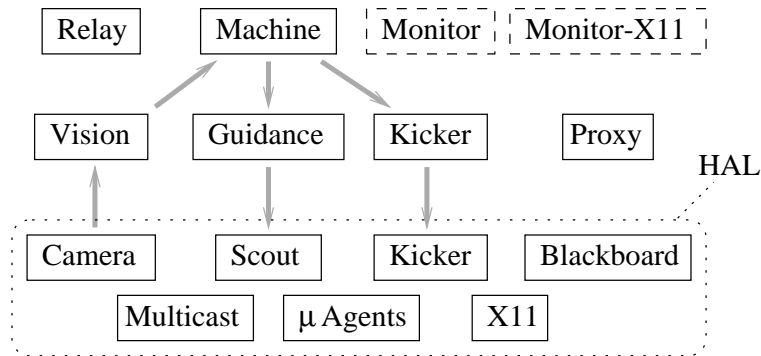 Relay Machine Monitor Monitor-X11
Vision Guidance Kicker Proxy
HAL
Camera Scout Kicker Blackboard
Multicast μ Agents X11